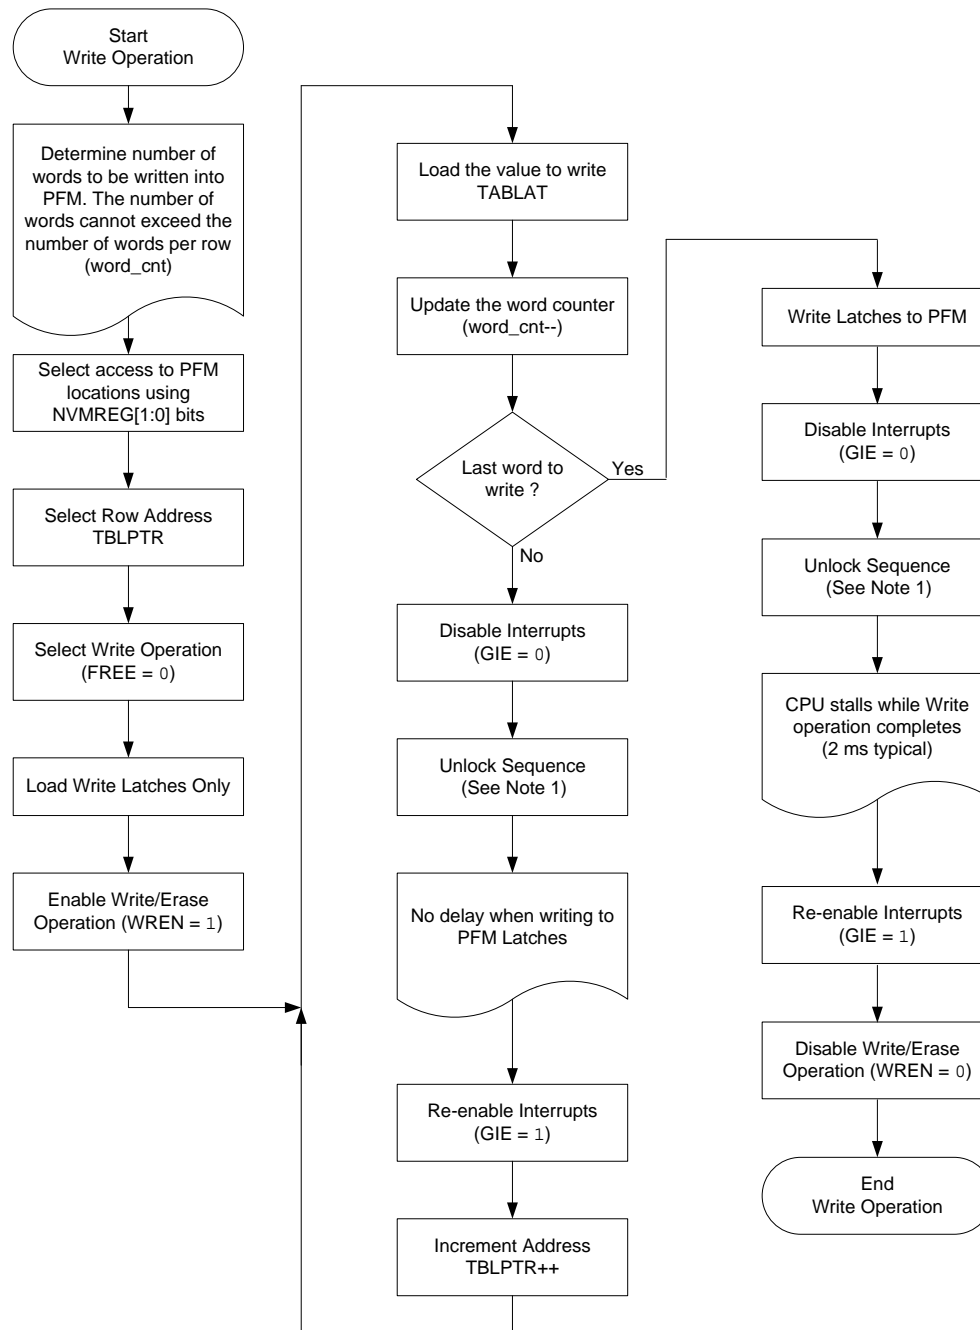 Start
Write Operation
Determine number of
words to be written into
PFM. The number of
words cannot exceed the
number of words per row
(word_cnt)
Select access to PFM
locations using
NVMREG[1:0] bits
Select Row Address
TBLPTR
Select Write Operation
(FREE = 0)
Load Write Latches Only
Enable Write/Erase
Operation (WREN = 1)
Load the value to write
TABLAT
Update the word counter
(word_cnt--)
Last word to
write ?
Yes
No
Disable Interrupts
(GIE = 0)
Unlock Sequence
(See Note 1)
No delay when writing to
PFM Latches
Re-enable Interrupts
(GIE = 1)
Increment Address
TBLPTR++
Write Latches to PFM
Disable Interrupts
(GIE = 0)
Unlock Sequence
(See Note 1)
CPU stalls while Write
operation completes
(2 ms typical)
Re-enable Interrupts
(GIE = 1)
Disable Write/Erase
Operation (WREN = 0)
End
Write Operation